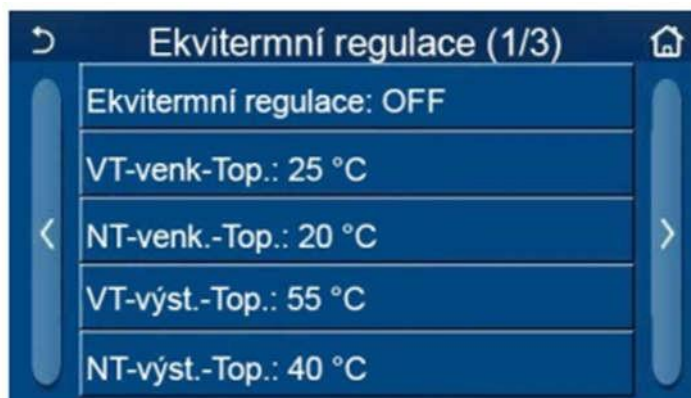 Ekvitermní regulace (1/3)
Ekvitermní regulace: OFF
VT-venk-Top.: 25 °C
NT-venk.-Top.: 20 °C
VT-výst.-Top.: 55 °C
NT-výst.-Top.: 40 °C